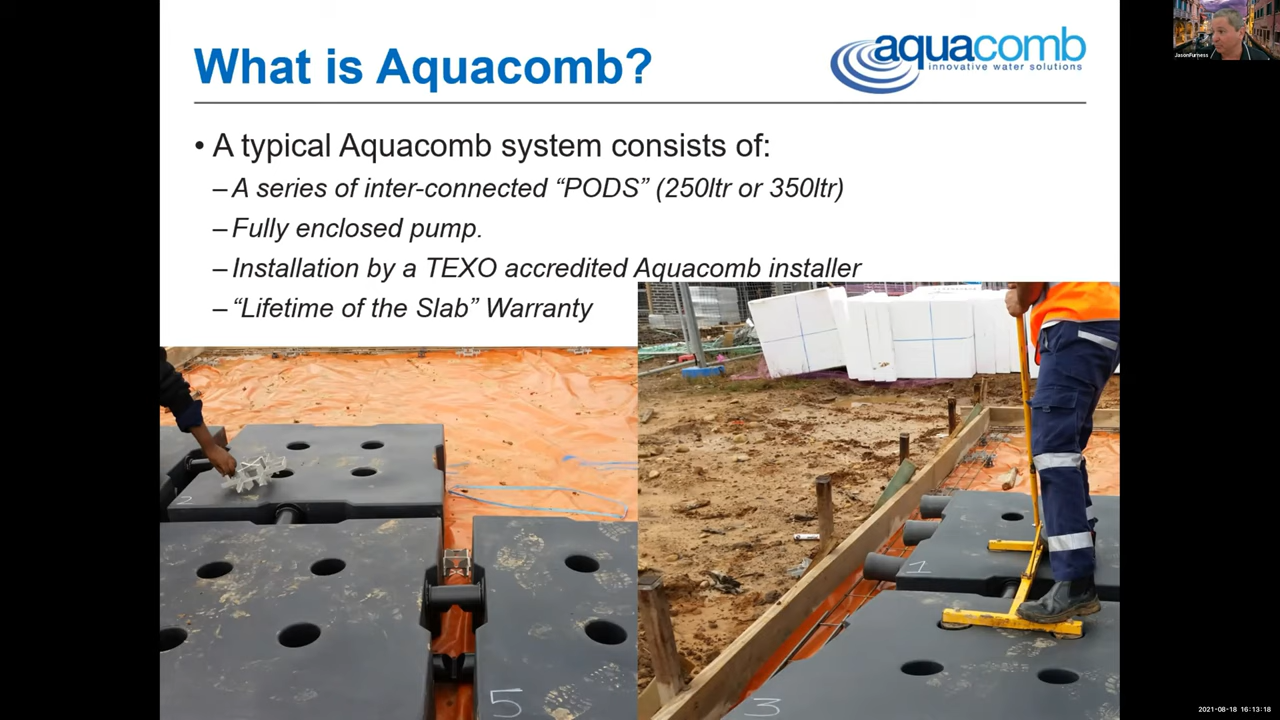 What is Aquacomb?
aquacomb
innovative water solutions
JasonFurness
• A typical Aquacomb system consists of:
– A series of inter-connected “PODS” (250ltr or 350ltr)
– Fully enclosed pump.
– Installation by a TEXO accredited Aquacomb installer
– “Lifetime of the Slab” Warranty
2
1
5
3
2021-08-18 16:13:18